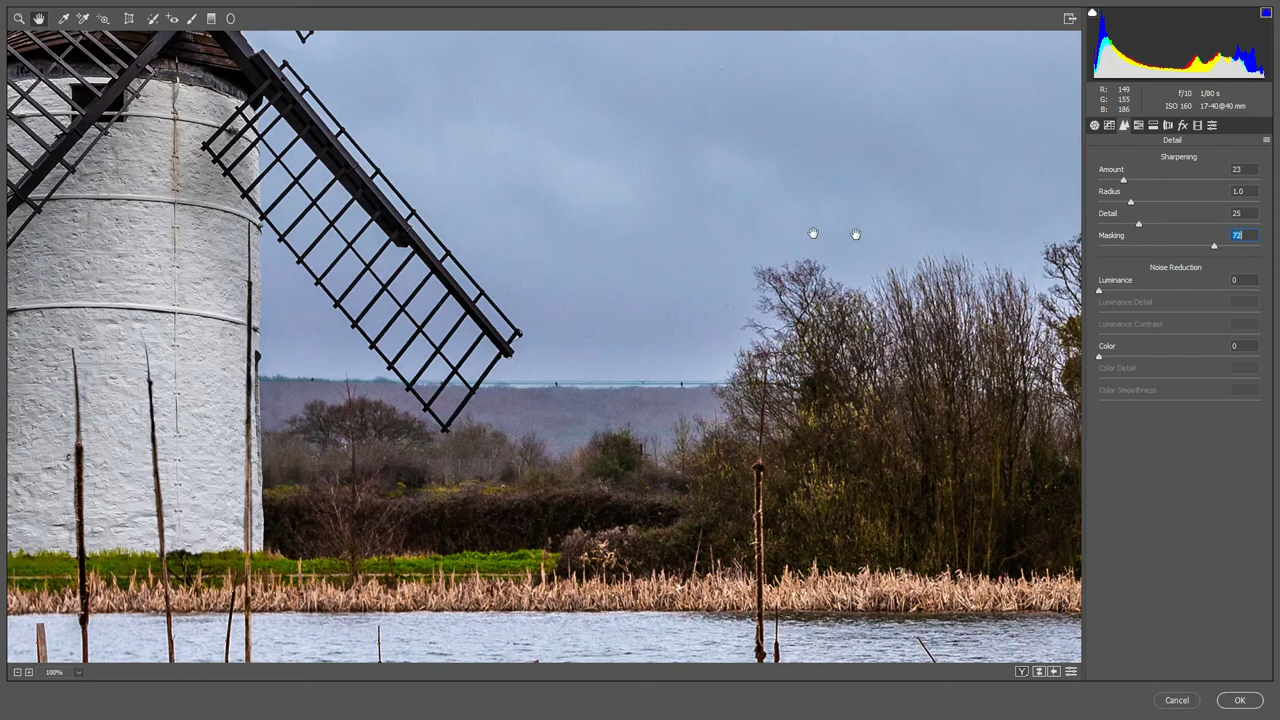 R: 149
G: 155
B: 186
f/10 1/80 s
ISO 160 17-40@40 mm
fx
Detail
Sharpening
Amount 23
Radius 1.0
Detail 25
Masking 72
Noise Reduction
Luminance 0
Luminance Detail
Luminance Contrast
Color 0
Color Detail
Color Smoothness
100%
Y
Cancel OK